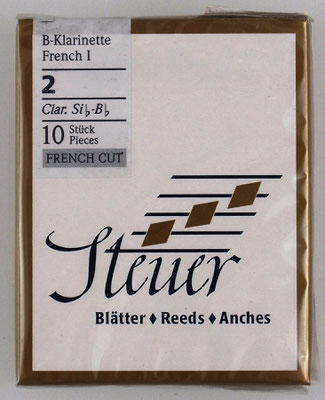 B-Klarinette
French I
2
Clar. Si♭-B♭
10 Stück
Pieces
FRENCH CUT
Steuer
Blätter ♦ Reeds ♦ Anches